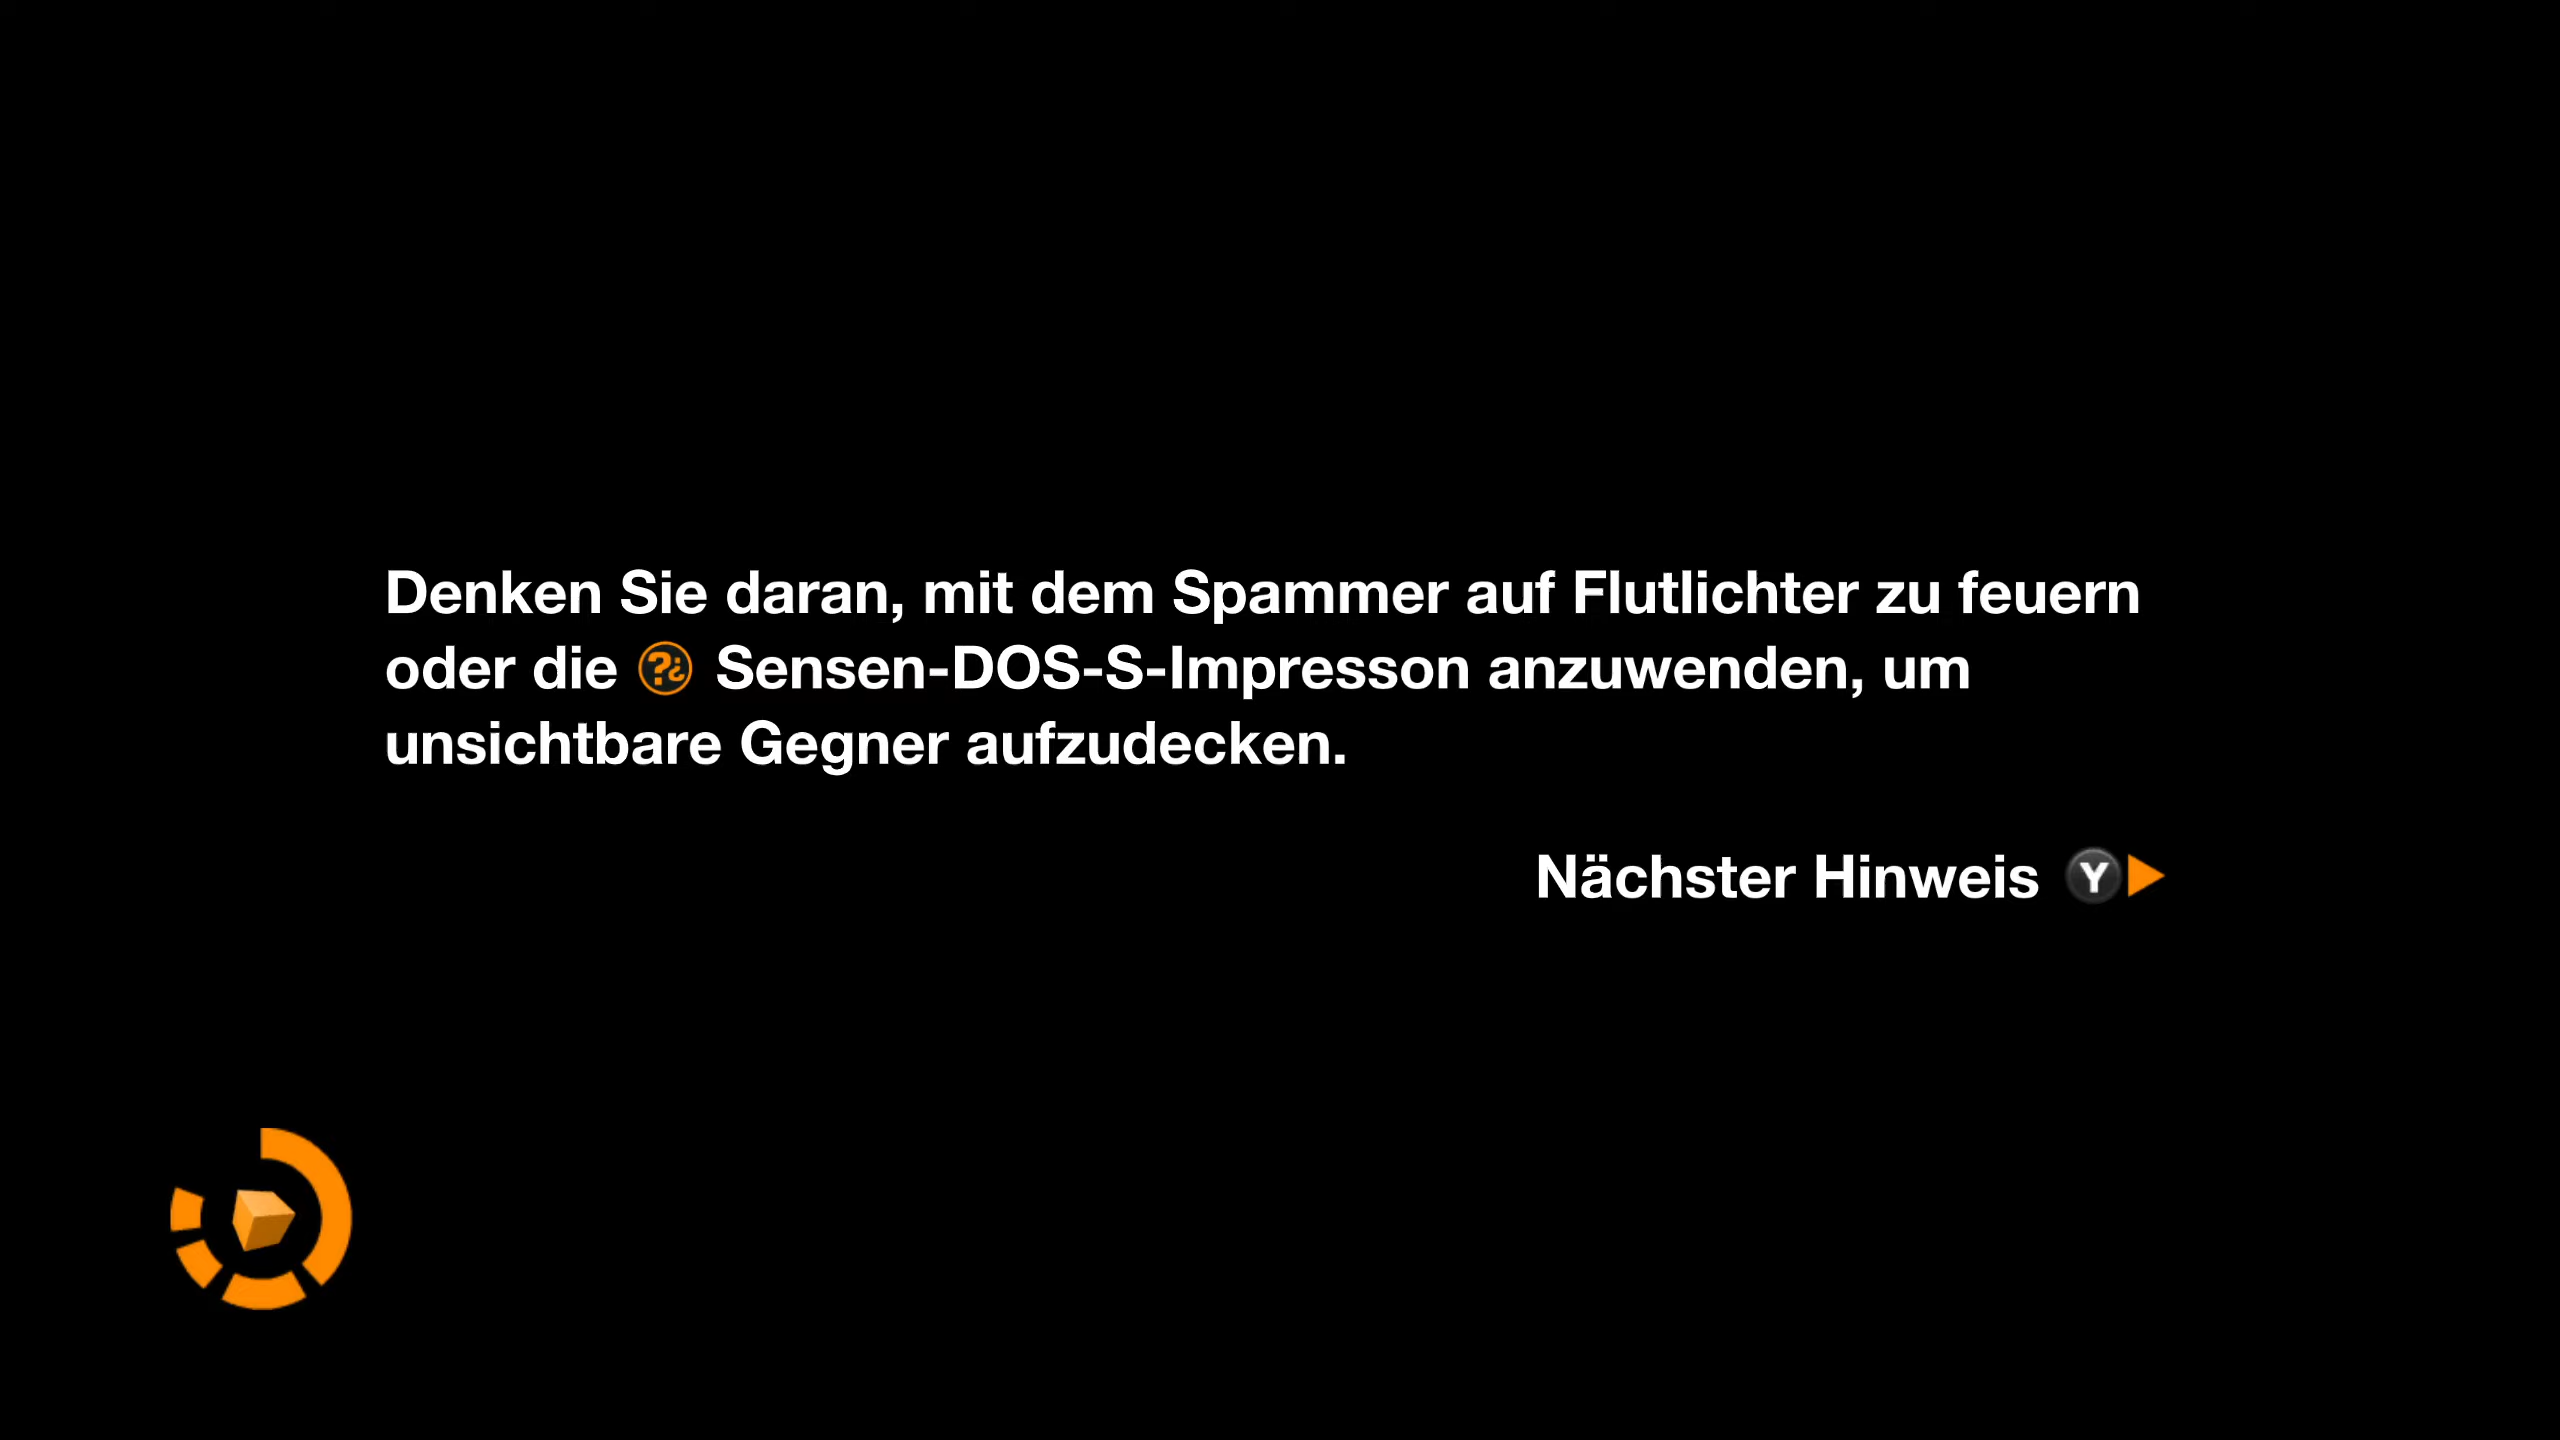 Denken Sie daran, mit dem Spammer auf Flutlichter zu feuern
oder die Sensen-DOS-S-Impresson anzuwenden, um
unsichtbare Gegner aufzudecken.
Nächster Hinweis Y